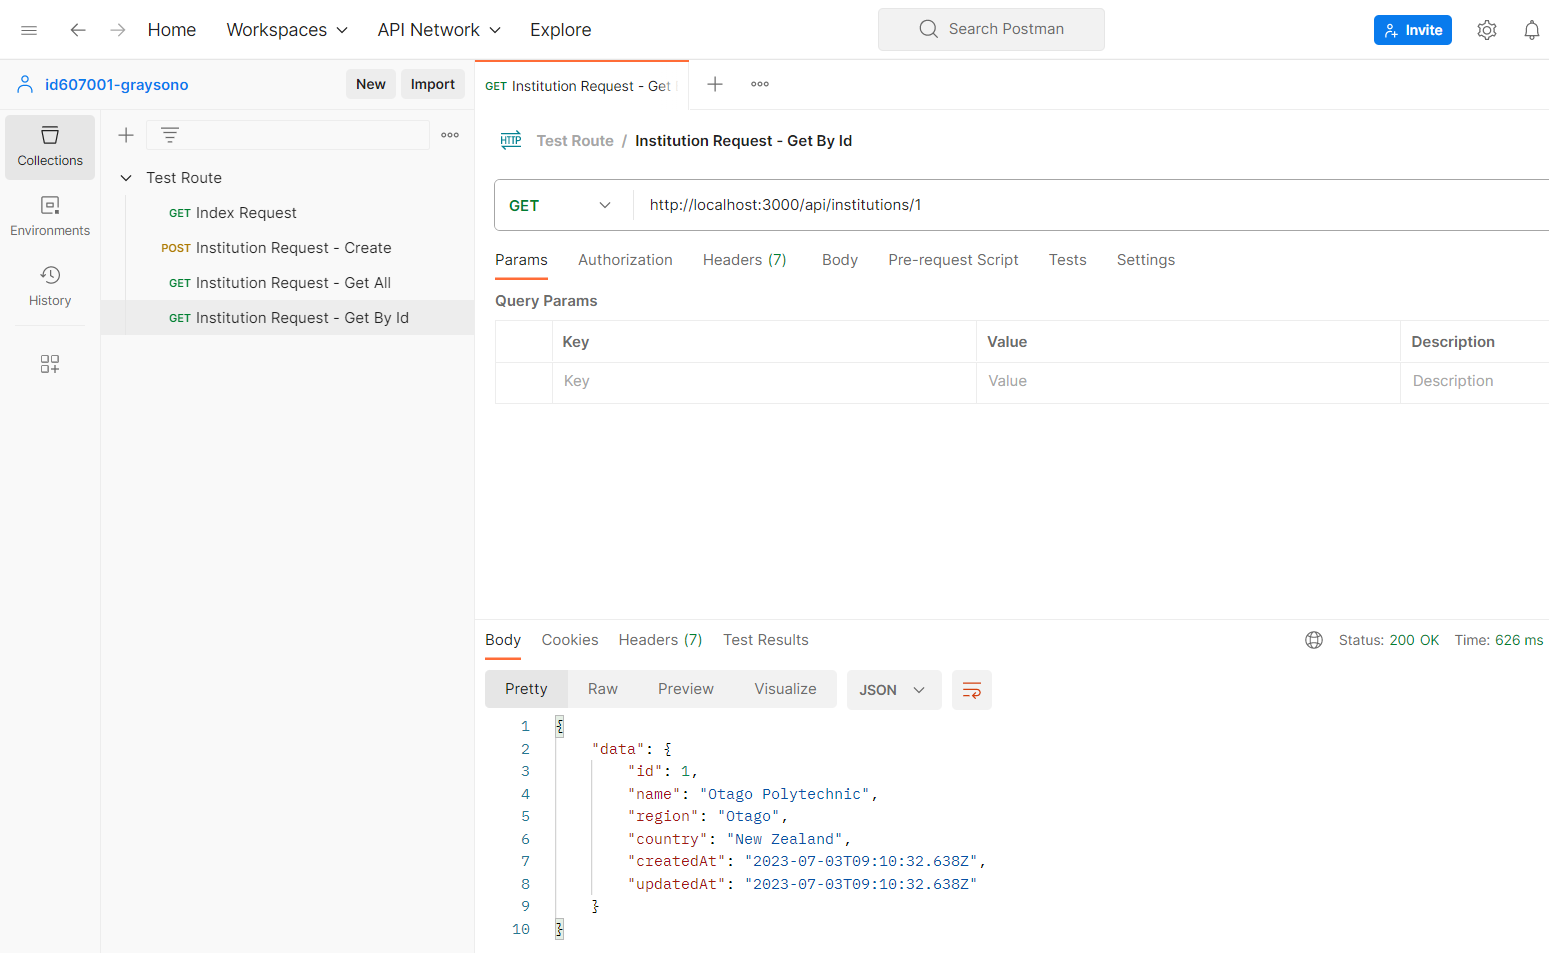 Home Workspaces API Network Explore Search Postman Invite
id607001-graysono New Import GET Institution Request - Get
Collections
Environments
History
Test Route
GET Index Request
POST Institution Request - Create
GET Institution Request - Get All
GET Institution Request - Get By Id
HTTP Test Route / Institution Request - Get By Id
GET http://localhost:3000/api/institutions/1
Params Authorization Headers (7) Body Pre-request Script Tests Settings
Query Params
Key Value Description
Key Value Description
Body Cookies Headers (7) Test Results Status: 200 OK Time: 626 ms
Pretty Raw Preview Visualize JSON
1 {
2 "data": {
3 "id": 1,
4 "name": "Otago Polytechnic",
5 "region": "Otago",
6 "country": "New Zealand",
7 "createdAt": "2023-07-03T09:10:32.638Z",
8 "updatedAt": "2023-07-03T09:10:32.638Z"
9 }
10 }